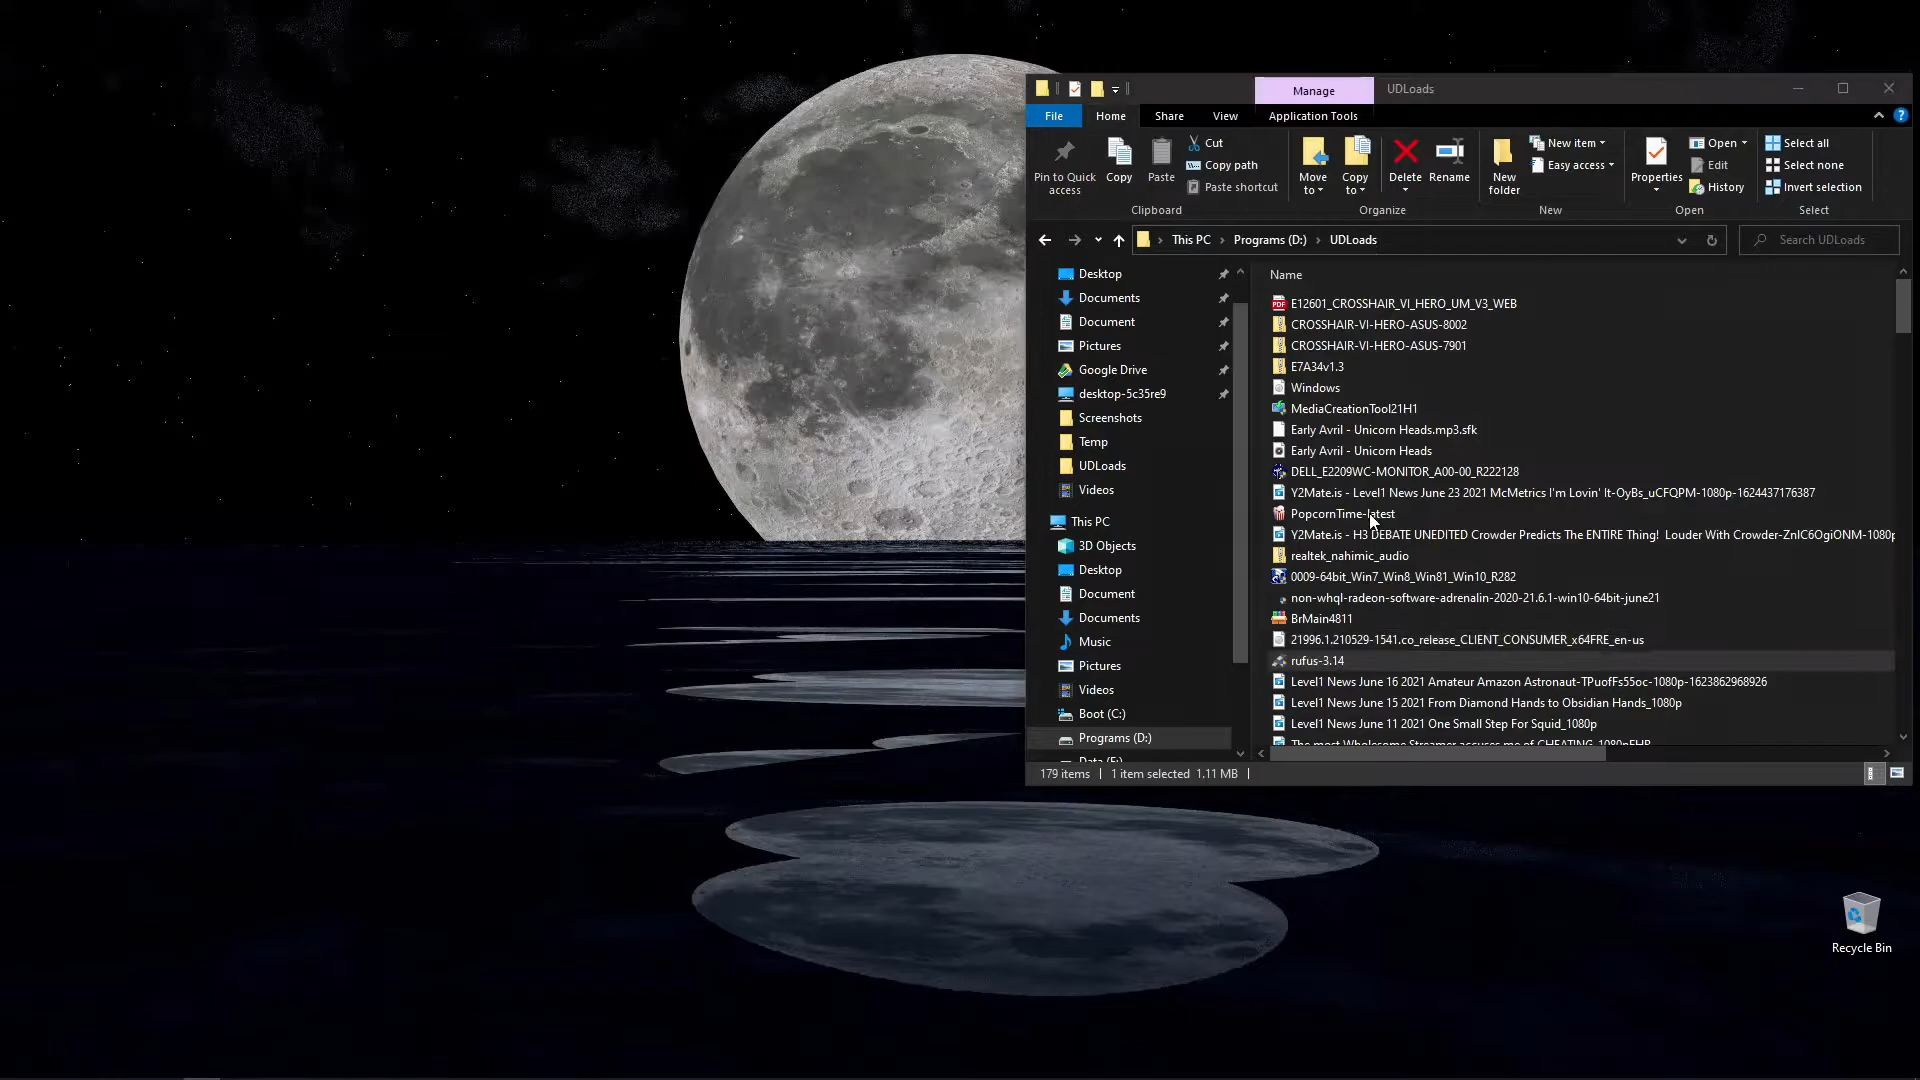 Manage
UDLoads
File
Home
Share
View
Application Tools
Pin to Quick access
Copy
Paste
Cut
Copy path
Paste shortcut
Clipboard
Move to
Copy to
Delete
Rename
Organize
New folder
New item
Easy access
New
Properties
Open
Edit
History
Open
Select all
Select none
Invert selection
Select
This PC
Programs (D:)
UDLoads
Search UDLoads
Desktop
Documents
Document
Pictures
Google Drive
desktop-5c35re9
Screenshots
Temp
UDLoads
Videos
This PC
3D Objects
Desktop
Document
Documents
Music
Pictures
Videos
Boot (C:)
Programs (D:)
Data (E:)
Name
E12601_CROSSHAIR_VI_HERO_UM_V3_WEB
CROSSHAIR-VI-HERO-ASUS-8002
CROSSHAIR-VI-HERO-ASUS-7901
E7A34v1.3
Windows
MediaCreationTool21H1
Early Avril - Unicorn Heads.mp3.sfk
Early Avril - Unicorn Heads
DELL_E2209WC-MONITOR_A00-00_R222128
Y2Mate.is - Level1 News June 23 2021 McMetrics I'm Lovin' It-OyBs_uCFQPM-1080p-1624437176387
PopcornTime-latest
Y2Mate.is - H3 DEBATE UNEDITED Crowder Predicts The ENTIRE Thing!  Louder With Crowder-ZnIC6OgiONM-1080p
realtek_nahimic_audio
0009-64bit_Win7_Win8_Win81_Win10_R282
non-whql-radeon-software-adrenalin-2020-21.6.1-win10-64bit-june21
BrMain4811
21996.1.210529-1541.co_release_CLIENT_CONSUMER_x64FRE_en-us
rufus-3.14
Level1 News June 16 2021 Amateur Amazon Astronaut-TPuofFs55oc-1080p-1623862968926
Level1 News June 15 2021 From Diamond Hands to Obsidian Hands_1080p
Level1 News June 11 2021 One Small Step For Squid_1080p
The most Wholesome Streamer accuses me of CHEATING_1080pFHR
179 items
1 item selected 1.11 MB
Recycle Bin